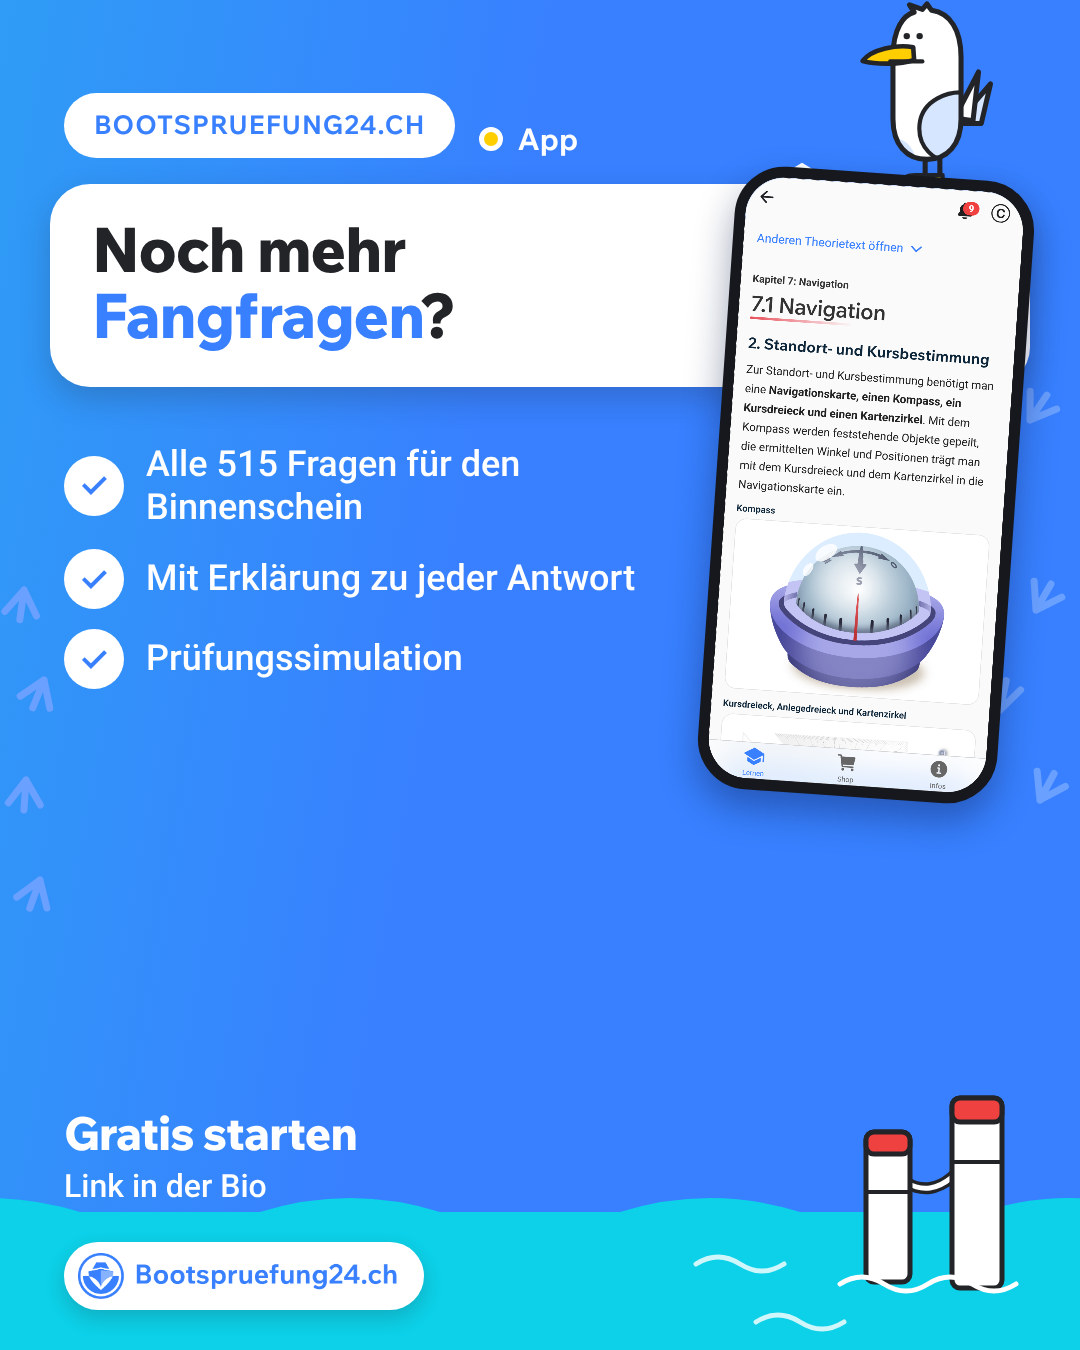 BOOTSPRUEFUNG24.CH
App
Noch mehr
Fangfragen?
Alle 515 Fragen für den
Binnenschein
Mit Erklärung zu jeder Antwort
Prüfungssimulation
9
C
Anderen Theorietext öffnen
Kapitel 7: Navigation
7.1 Navigation
2. Standort- und Kursbestimmung
Zur Standort- und Kursbestimmung benötigt man
eine Navigationskarte, einen Kompass, ein
Kursdreieck und einen Kartenzirkel. Mit dem
Kompass werden feststehende Objekte gepeilt,
die ermittelten Winkel und Positionen trägt man
mit dem Kursdreieck und dem Kartenzirkel in die
Navigationskarte ein.
Kompass
S
Kursdreieck, Anlegedreieck und Kartenzirkel
Lernen
Shop
Infos
Gratis starten
Link in der Bio
Bootspruefung24.ch